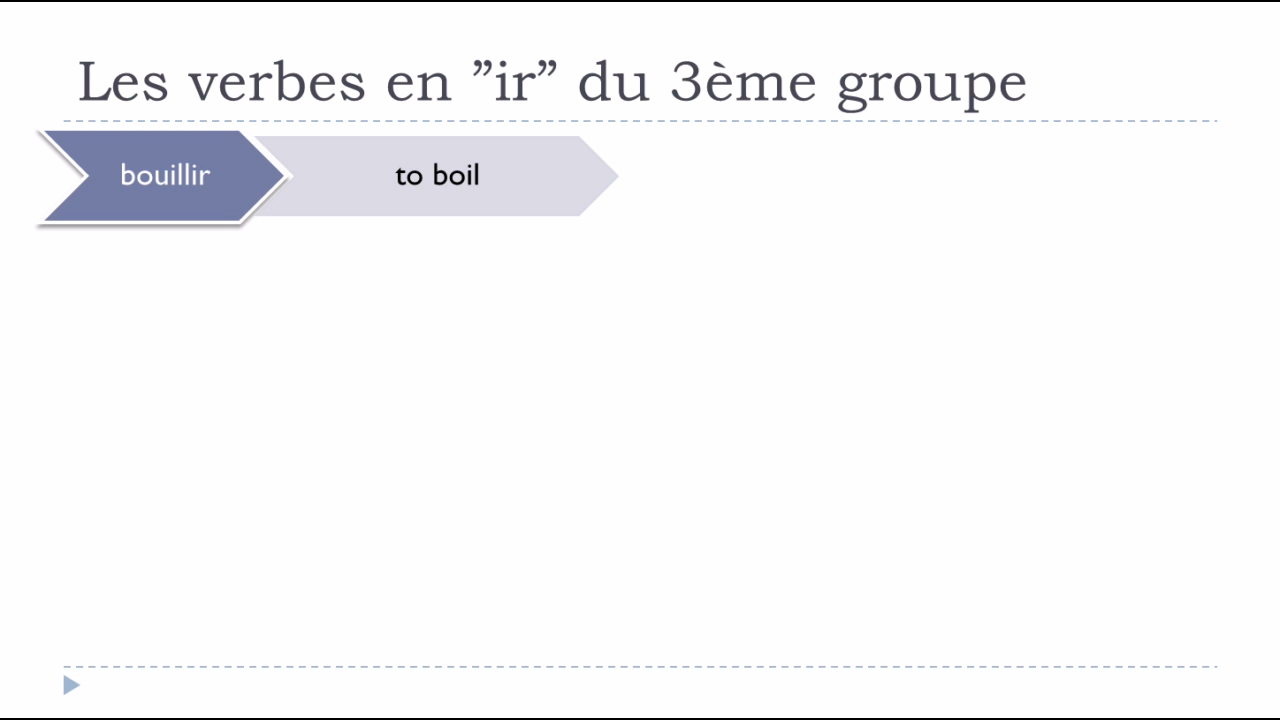 Les verbes en ”ir” du 3ème groupe
bouillir
to boil